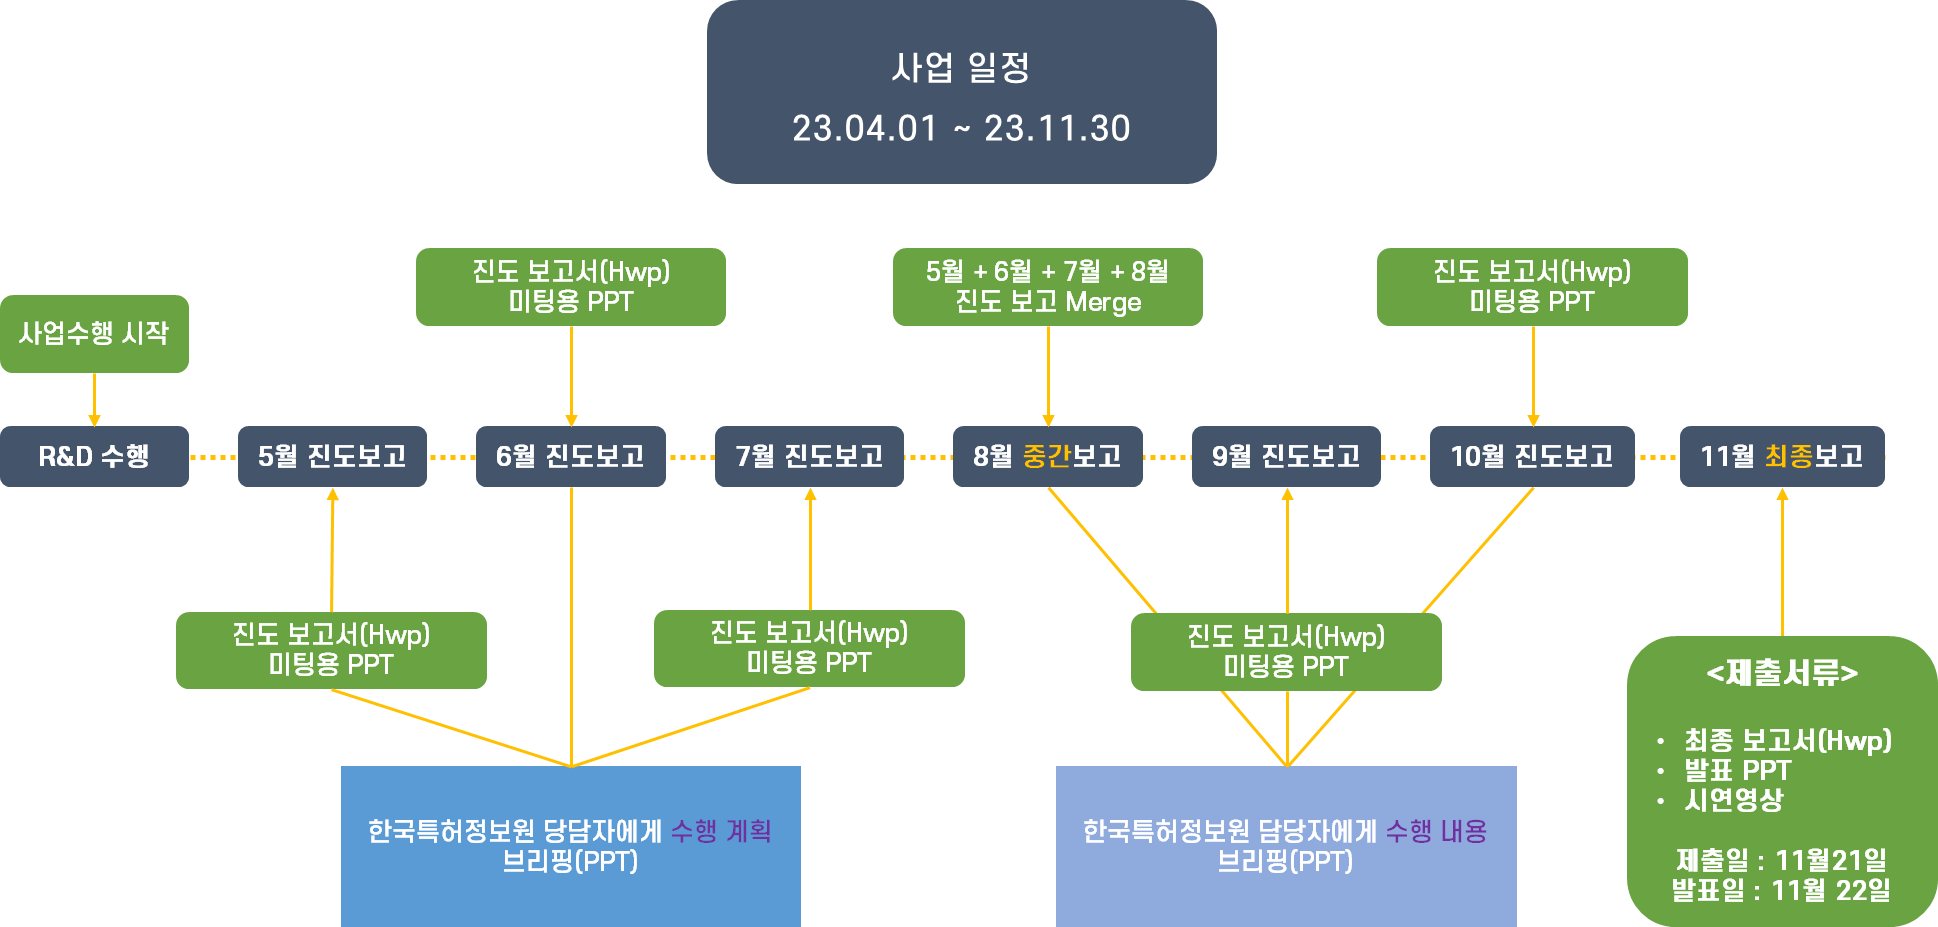 사업 일정
23.04.01 ~ 23.11.30
진도 보고서(Hwp)
미팅용 PPT
5월 + 6월 + 7월 + 8월
진도 보고 Merge
진도 보고서(Hwp)
미팅용 PPT
사업수행 시작
R&D 수행
5월 진도보고
6월 진도보고
7월 진도보고
8월 중간보고
9월 진도보고
10월 진도보고
11월 최종보고
진도 보고서(Hwp)
미팅용 PPT
진도 보고서(Hwp)
미팅용 PPT
진도 보고서(Hwp)
미팅용 PPT
<제출서류>
• 최종 보고서(Hwp)
• 발표 PPT
• 시연영상
제출일 : 11월21일
발표일 : 11월 22일
한국특허정보원 당담자에게 수행 계획
브리핑(PPT)
한국특허정보원 담당자에게 수행 내용
브리핑(PPT)